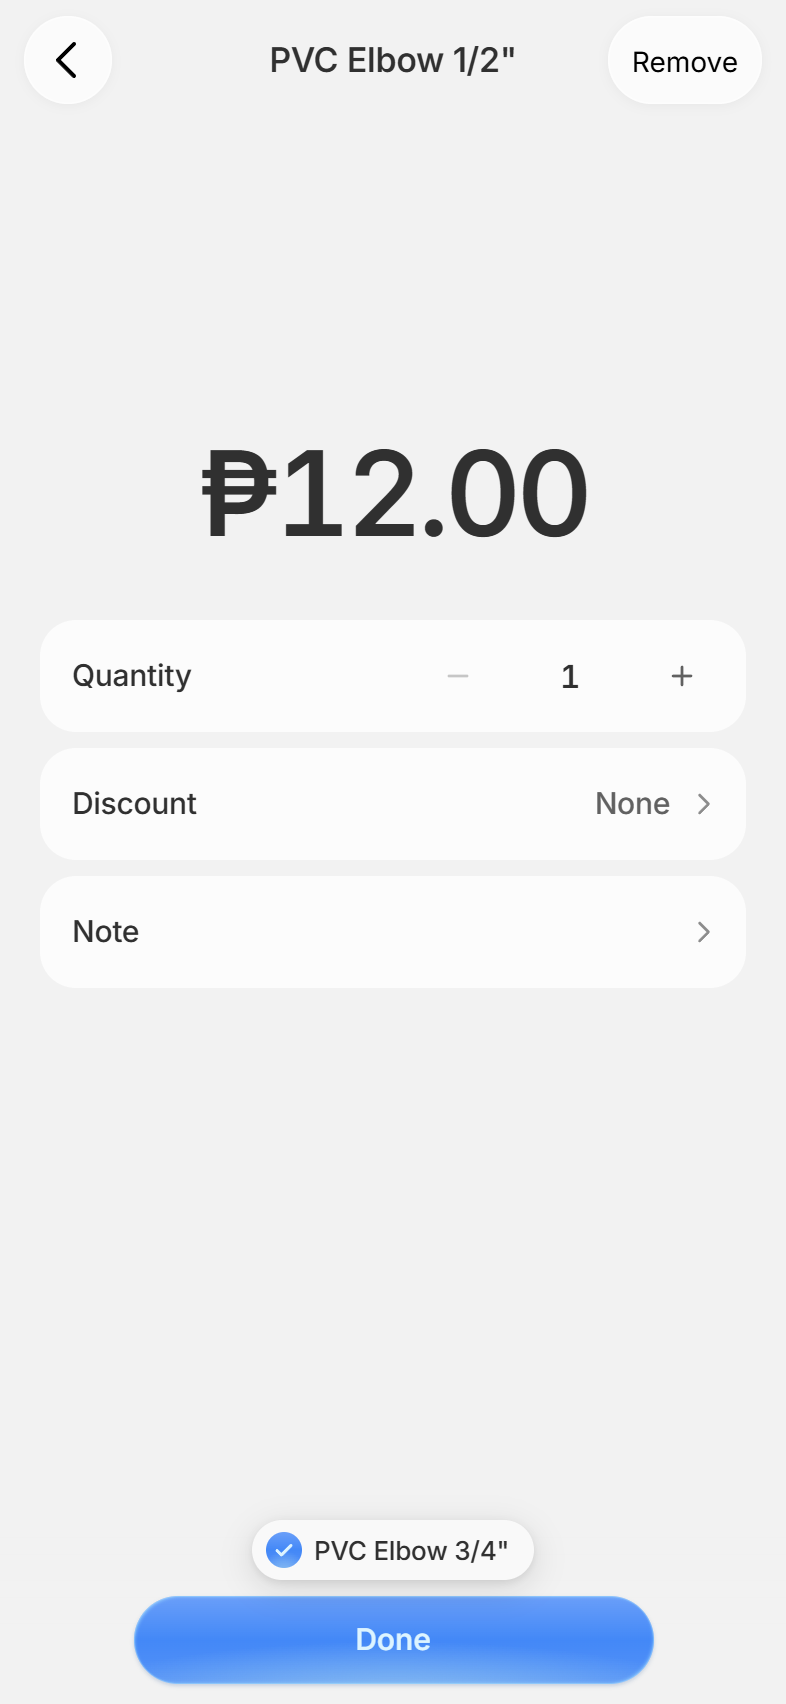 PVC Elbow 1/2"
Remove
₱12.00
Quantity
1
Discount
None
Note
PVC Elbow 3/4"
Done